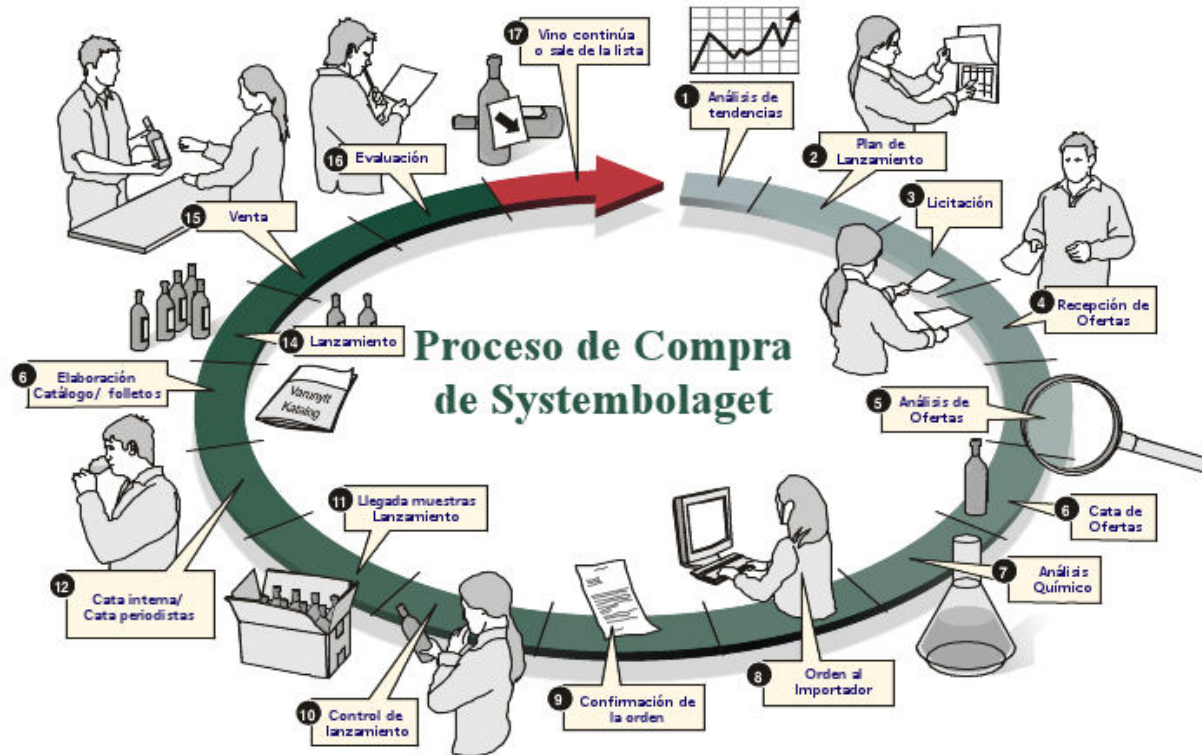 Proceso de Compra
de Systembolaget
1 Análisis de
tendencias
2 Plan de
Lanzamiento
3 Licitación
4 Recepción de
Ofertas
5 Análisis de
Ofertas
6 Cata de
Ofertas
7 Análisis
Químico
8 Orden al
Importador
9 Confirmación de
la orden
10 Control de
lanzamiento
11 Llegada muestras
Lanzamiento
12 Cata interna/
Cata periodistas
6 Elaboración
Catálogo/ folletos
Varunytt
Katalog
14 Lanzamiento
15 Venta
16 Evaluación
17 Vino continúa
o sale de la lista